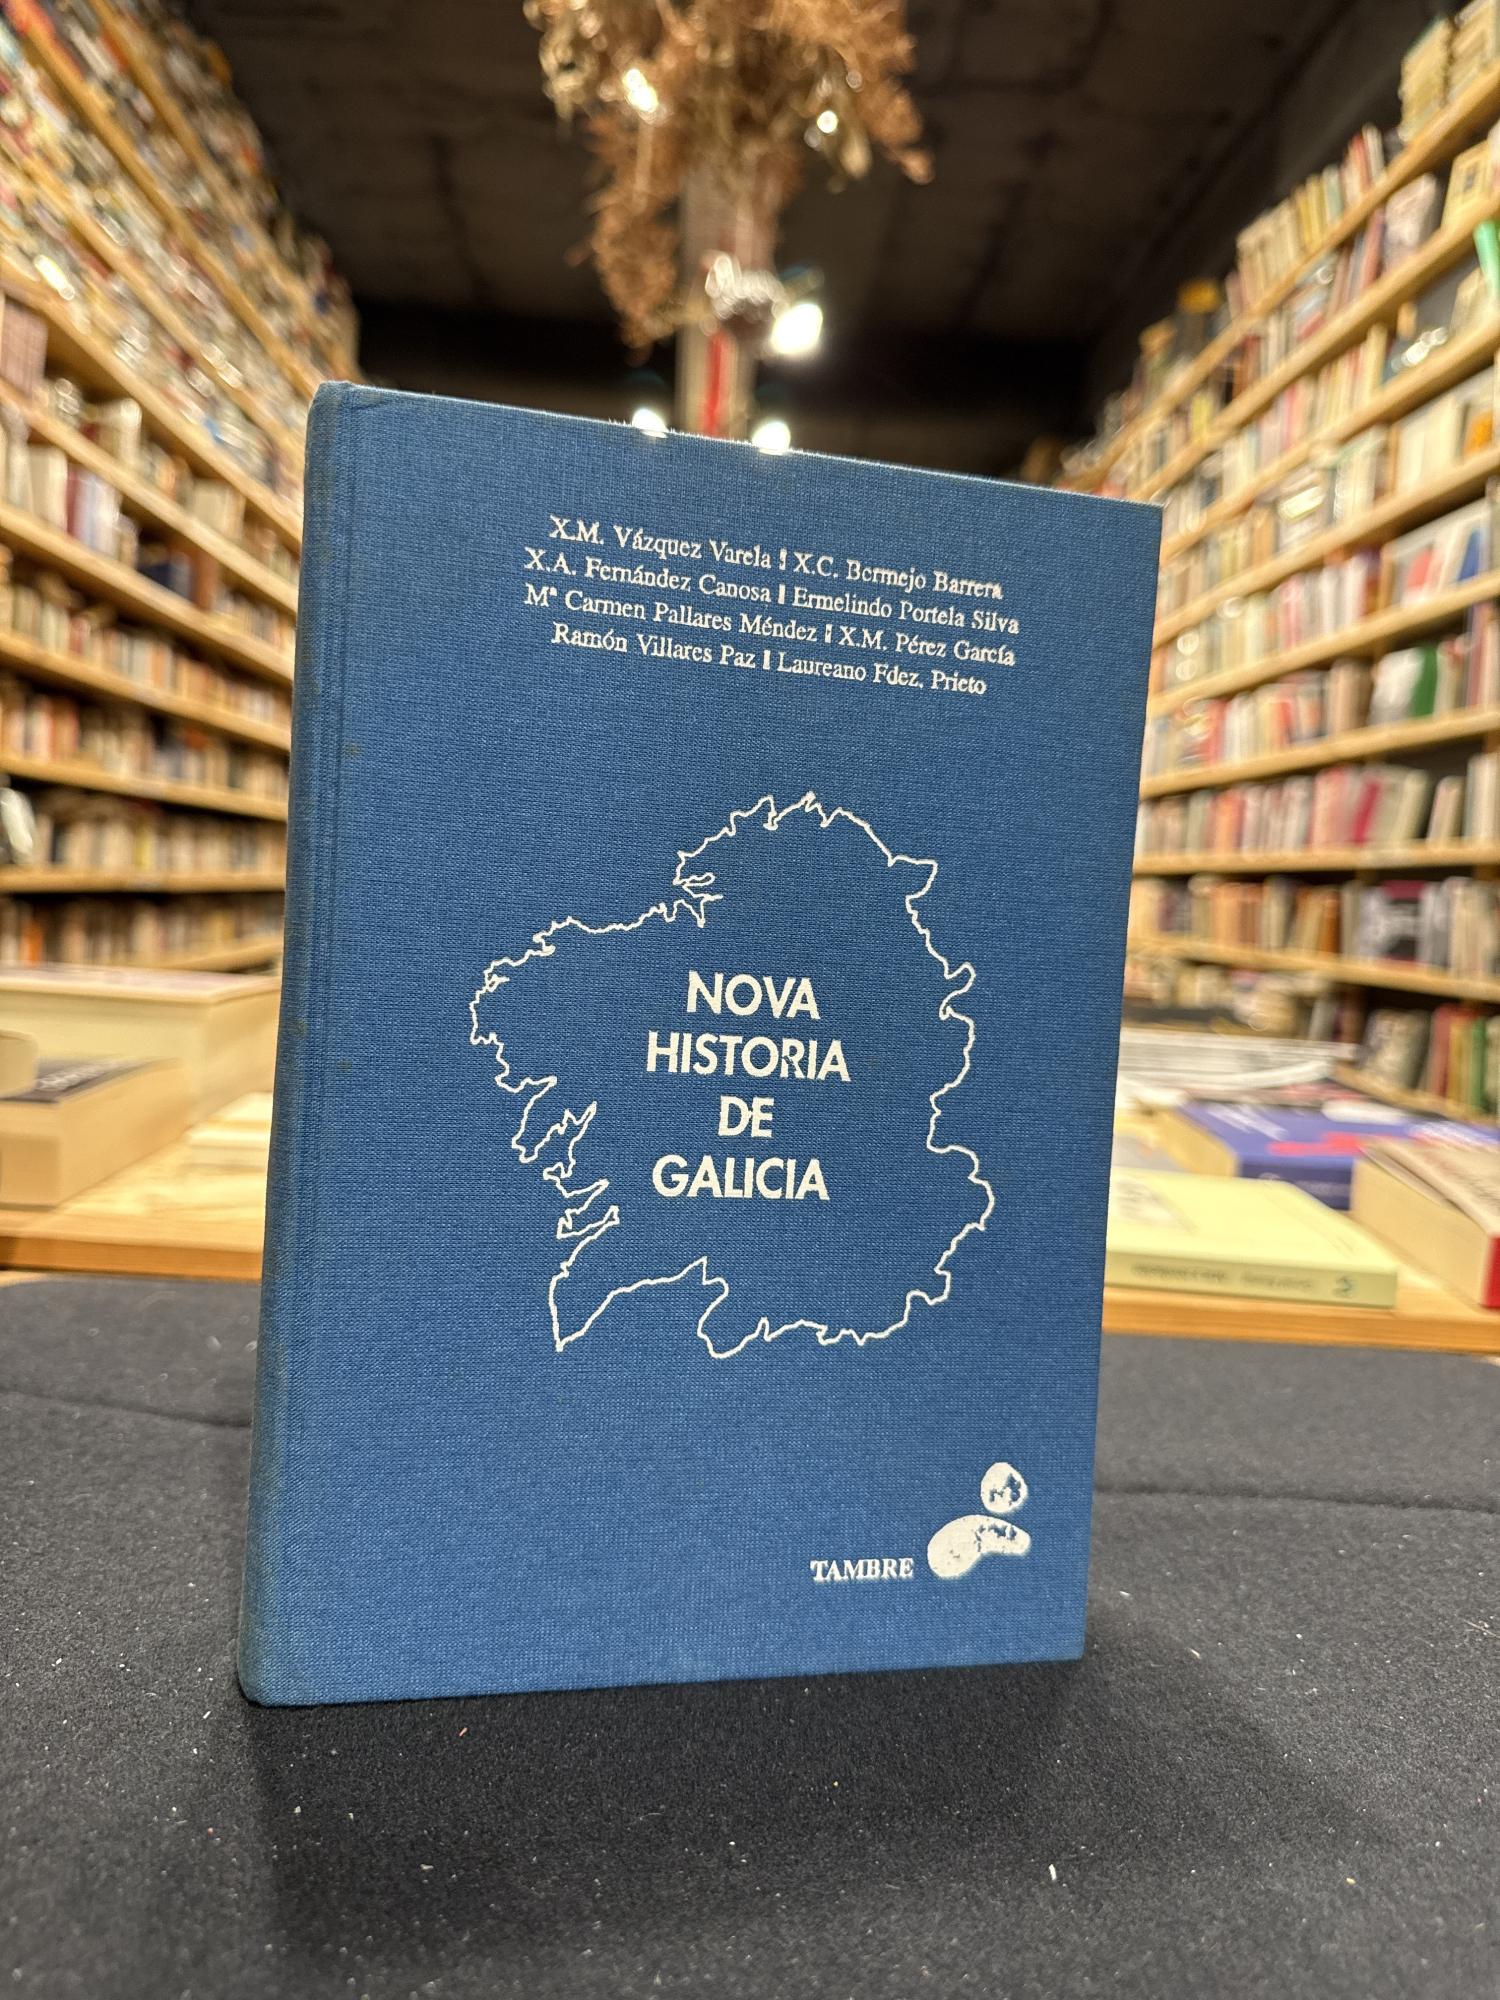 X.M. Vázquez Varela | X.C. Bermejo Barrera
X.A. Fernández Canosa | Ermelindo Portela Silva
Mª Carmen Pallares Méndez | X.M. Pérez García
Ramón Villares Paz | Laureano Fdez. Prieto
NOVA
HISTORIA
DE
GALICIA
TAMBRE